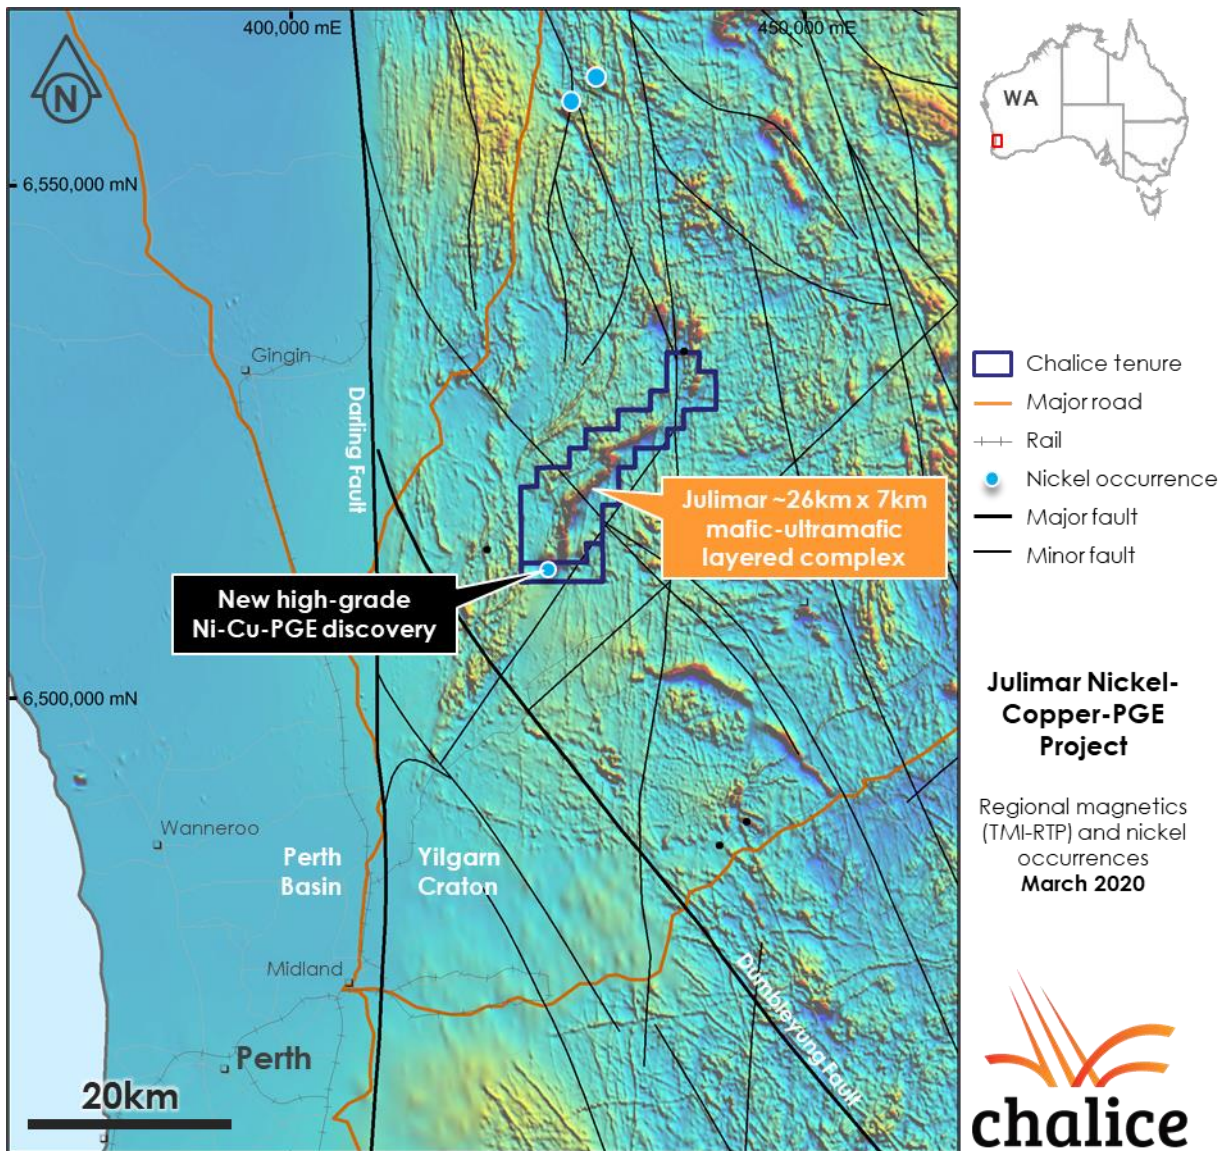 400,000 mE
450,000 mE
N
WA
6,550,000 mN
Gingin
Chalice tenure
Major road
Rail
Nickel occurrence
Major fault
Minor fault
Darling Fault
Julimar ~26km x 7km
mafic-ultramafic
layered complex
New high-grade
Ni-Cu-PGE discovery
6,500,000 mN
Julimar Nickel-
Copper-PGE
Project
Regional magnetics
(TMI-RTP) and nickel
occurrences
March 2020
Wanneroo
Perth
Basin
Yilgarn
Craton
Midland
Dumbleyung Fault
Perth
20km
chalice